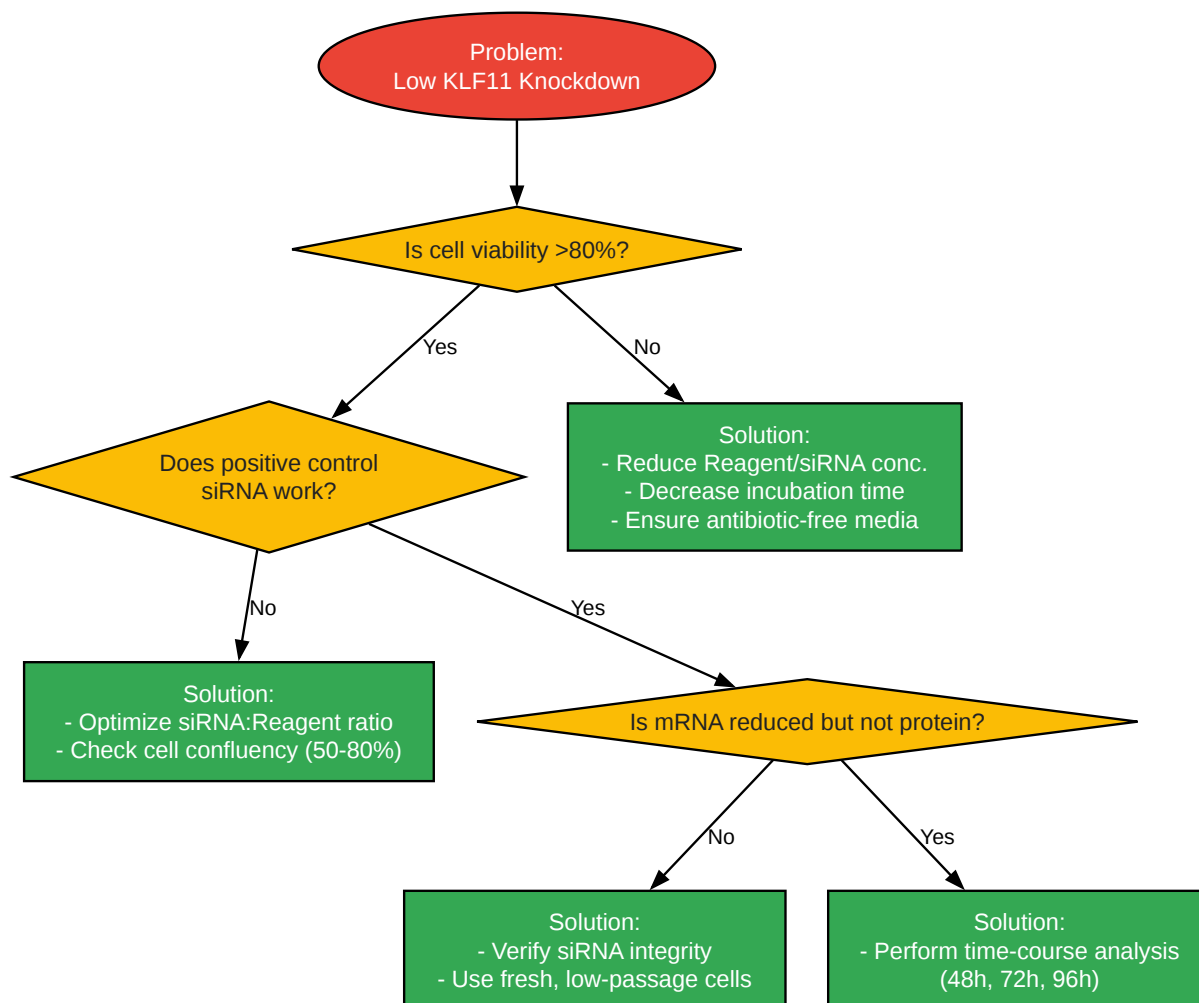 Problem:
Low KLF11 Knockdown
Is cell viability >80%?
Yes
No
Does positive control
siRNA work?
Solution:
- Reduce Reagent/siRNA conc.
- Decrease incubation time
- Ensure antibiotic-free media
No
Yes
Solution:
- Optimize siRNA:Reagent ratio
- Check cell confluency (50-80%)
Is mRNA reduced but not protein?
No
Yes
Solution:
- Verify siRNA integrity
- Use fresh, low-passage cells
Solution:
- Perform time-course analysis
(48h, 72h, 96h)